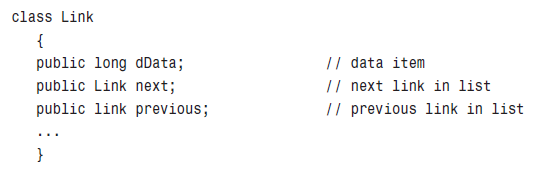 class Link
{
public long dData; // data item
public Link next; // next link in list
public link previous; // previous link in list
...
}